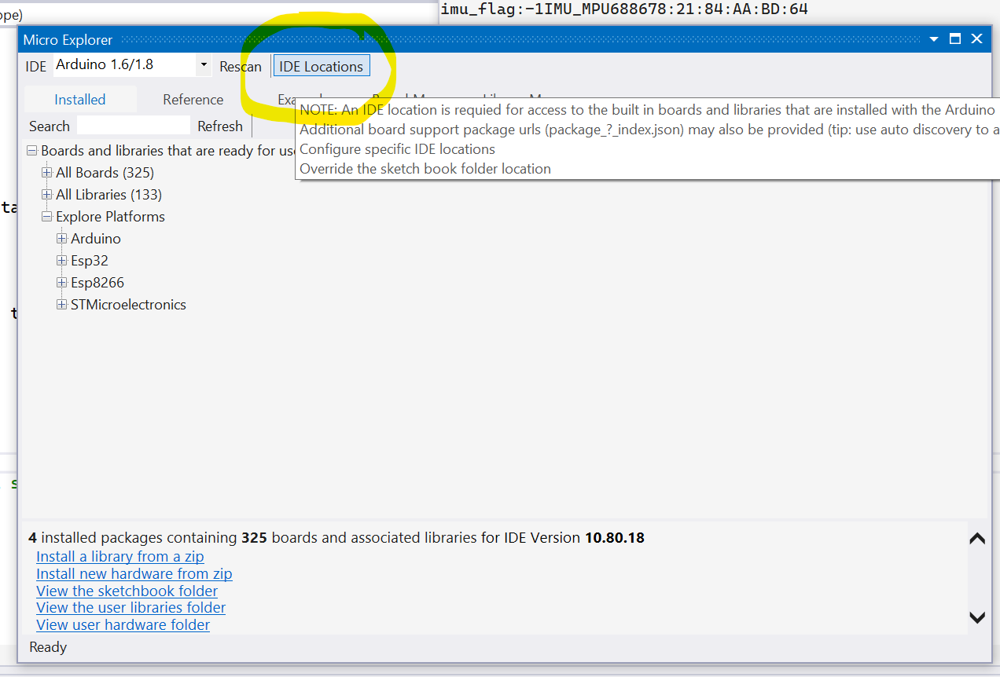 ope)
imu_flag:-1IMU_MPU688678:21:84:AA:BD:64
Micro Explorer
IDE Arduino 1.6/1.8 Rescan IDE Locations
Installed Reference
NOTE: An IDE location is requied for access to the built in boards and libraries that are installed with the Arduino
Additional board support package urls (package_?_index.json) may also be provided (tip: use auto discovery to a
Configure specific IDE locations
Override the sketch book folder location
Search Refresh
Boards and libraries that are ready for use
All Boards (325)
All Libraries (133)
Explore Platforms
Arduino
Esp32
Esp8266
STMicroelectronics
ta
t
s
4 installed packages containing 325 boards and associated libraries for IDE Version 10.80.18
Install a library from a zip
Install new hardware from zip
View the sketchbook folder
View the user libraries folder
View user hardware folder
Ready